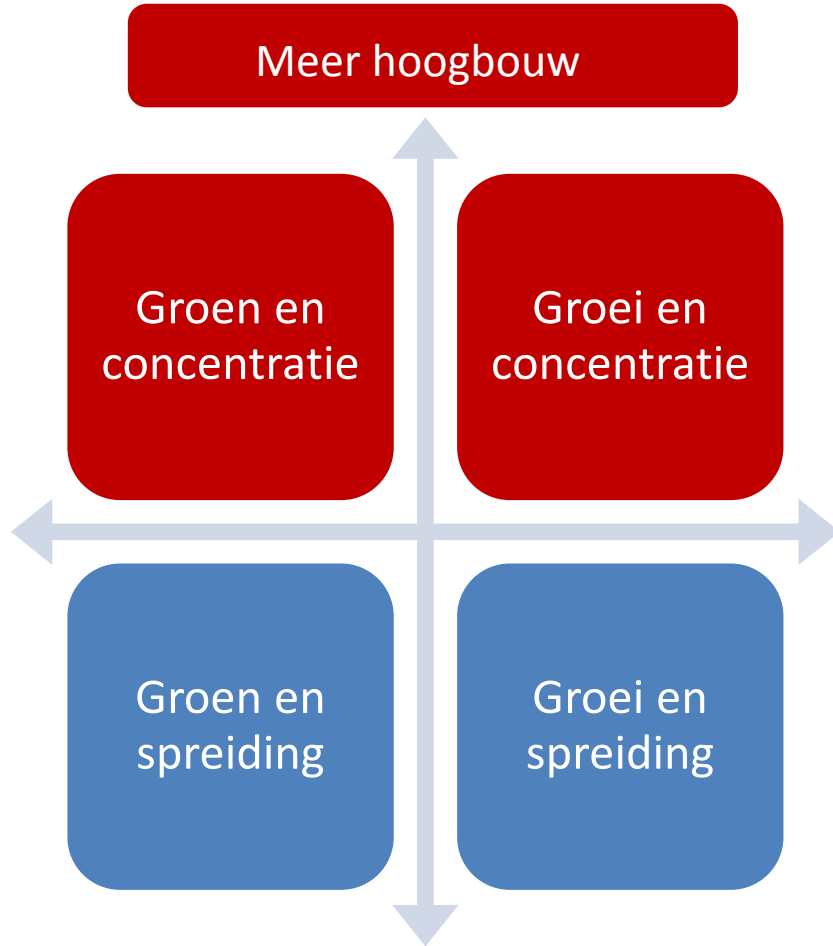 Meer hoogbouw
Groen en
concentratie
Groei en
concentratie
Groen en
spreiding
Groei en
spreiding